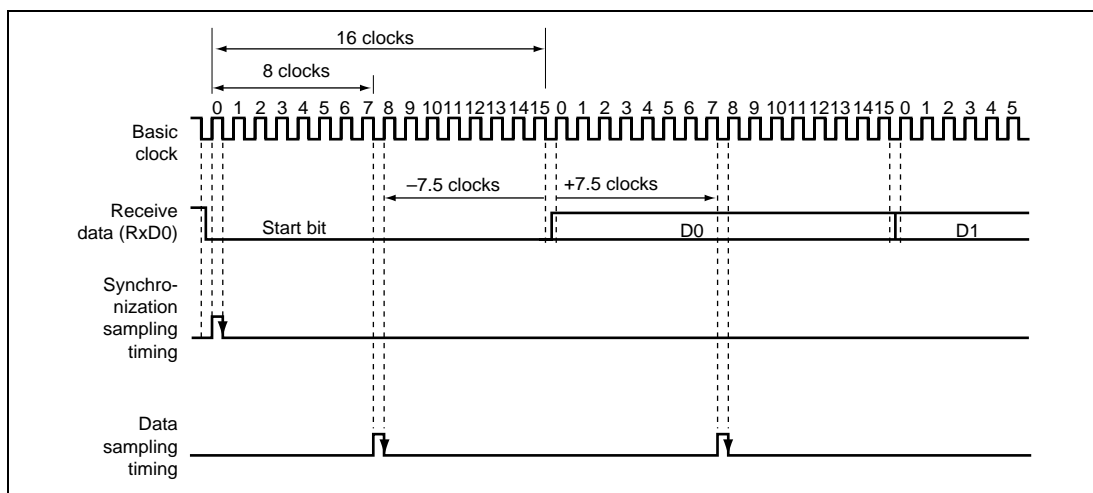 16 clocks
8 clocks
0 1 2 3 4 5 6 7 8 9 10 11 12 13 14 15 0 1 2 3 4 5 6 7 8 9 10 11 12 13 14 15 0 1 2 3 4 5
Basic
clock
–7.5 clocks +7.5 clocks
Receive
data (RxD0)
Start bit D0 D1
Synchro-
nization
sampling
timing
Data
sampling
timing